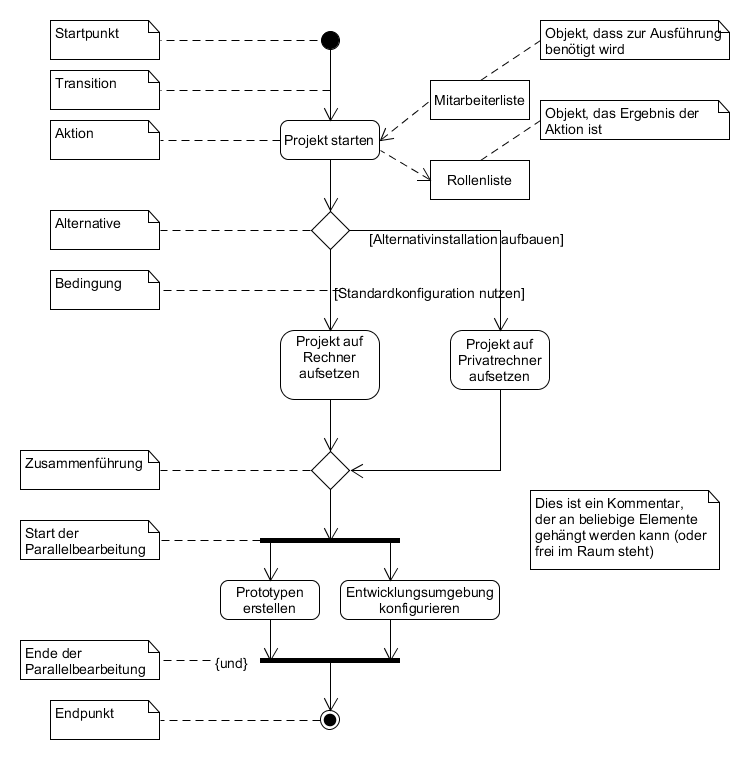 Startpunkt
Objekt, dass zur Ausführung
benötigt wird
Transition
Mitarbeiterliste
Objekt, das Ergebnis der
Aktion ist
Aktion
Projekt starten
Rollenliste
Alternative
[Alternativinstallation aufbauen]
Bedingung
[Standardkonfiguration nutzen]
Projekt auf
Rechner
aufsetzen
Projekt auf
Privatrechner
aufsetzen
Zusammenführung
Dies ist ein Kommentar,
der an beliebige Elemente
gehängt werden kann (oder
frei im Raum steht)
Start der
Parallelbearbeitung
Prototypen
erstellen
Entwicklungsumgebung
konfigurieren
Ende der
Parallelbearbeitung
{und}
Endpunkt